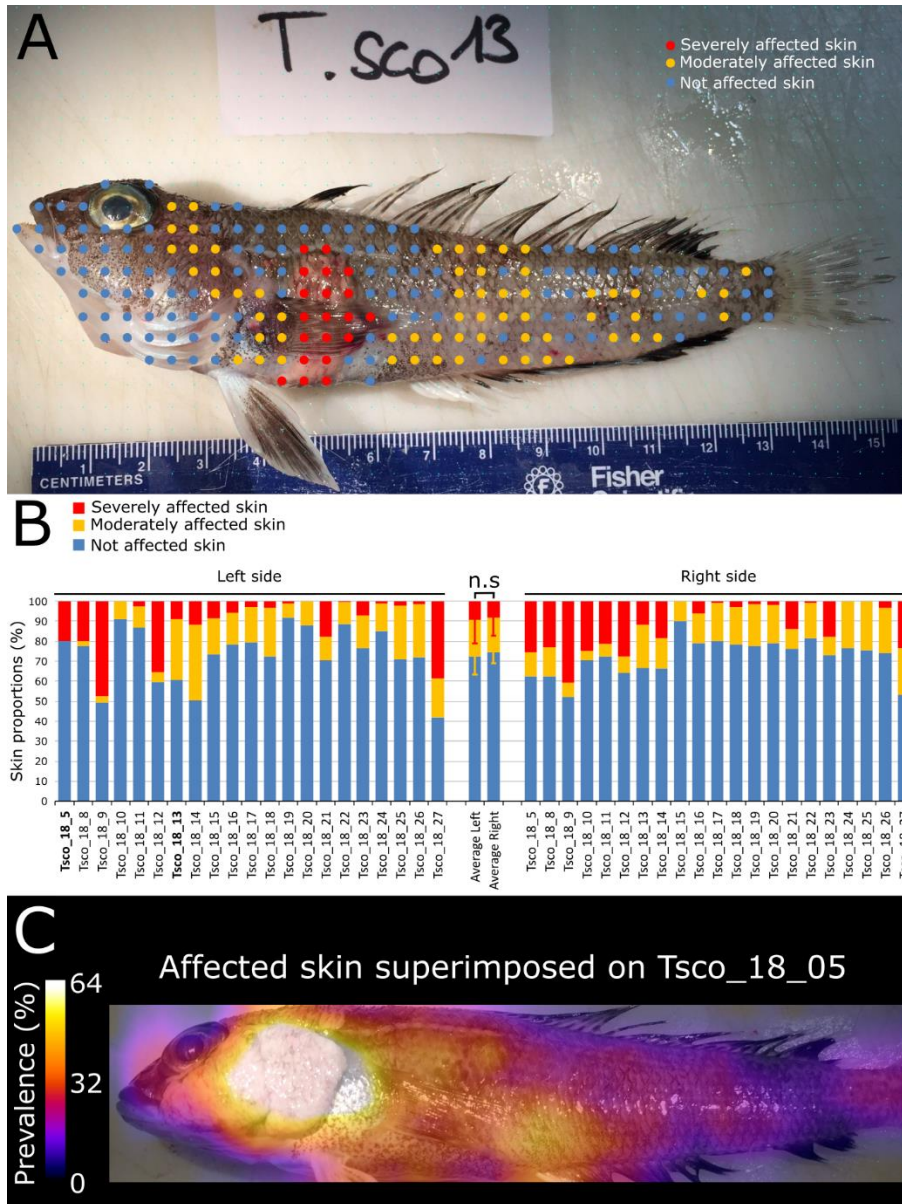 A
T.sco 13
Severely affected skin
Moderately affected skin
Not affected skin
1 2 3 4 6 7 8 9 10 11 12 13 14 15
CENTIMETERS
Fisher
B
Severely affected skin
Moderately affected skin
Not affected skin
Left side
n.s
Right side
Skin proportions (%)
100
90
80
70
60
50
40
30
20
10
0
Tsco_18_5
Tsco_18_8
Tsco_18_9
Tsco_18_10
Tsco_18_11
Tsco_18_12
Tsco_18_13
Tsco_18_14
Tsco_18_15
Tsco_18_16
Tsco_18_17
Tsco_18_18
Tsco_18_19
Tsco_18_20
Tsco_18_21
Tsco_18_22
Tsco_18_23
Tsco_18_24
Tsco_18_25
Tsco_18_26
Tsco_18_27
Average Left
Average Right
Tsco_18_5
Tsco_18_8
Tsco_18_9
Tsco_18_10
Tsco_18_11
Tsco_18_12
Tsco_18_13
Tsco_18_14
Tsco_18_15
Tsco_18_16
Tsco_18_17
Tsco_18_18
Tsco_18_19
Tsco_18_20
Tsco_18_21
Tsco_18_22
Tsco_18_23
Tsco_18_24
Tsco_18_25
Tsco_18_26
C
Affected skin superimposed on Tsco_18_05
Prevalence (%)
64
32
0